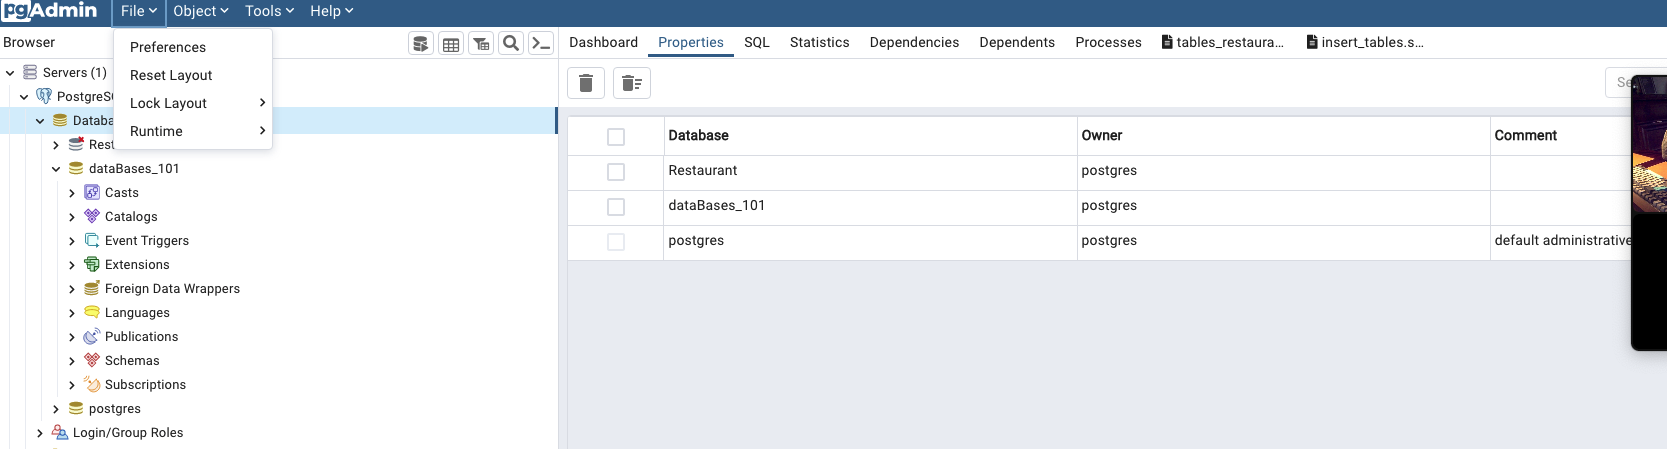 pgAdmin File Object Tools Help
Preferences
Reset Layout
Lock Layout
Runtime
Browser
Servers (1)
PostgreS
Databa
Rest
dataBases_101
Casts
Catalogs
Event Triggers
Extensions
Foreign Data Wrappers
Languages
Publications
Schemas
Subscriptions
postgres
Login/Group Roles
Dashboard Properties SQL Statistics Dependencies Dependents Processes tables_restaura... insert_tables.s...
Se
Database Owner Comment
Restaurant postgres
dataBases_101 postgres
postgres postgres default administrative